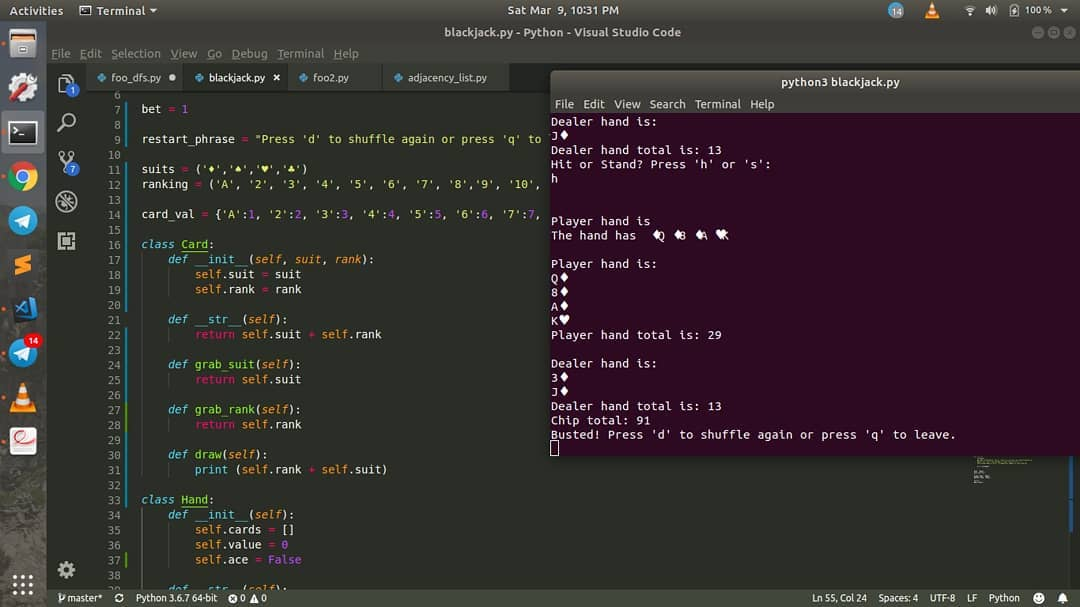 Activities Terminal Sat Mar 9, 10:31 PM 14 100 %
blackjack.py - Python - Visual Studio Code
File Edit Selection View Go Debug Terminal Help
foo_dfs.py blackjack.py foo2.py adjacency_list.py
6
7 bet = 1
8
9 restart_phrase = "Press 'd' to shuffle again or press 'q' to
10
11 suits = ('♦','♠','♥','♣')
12 ranking = ('A', '2', '3', '4', '5', '6', '7', '8','9', '10',
13
14 card_val = {'A':1, '2':2, '3':3, '4':4, '5':5, '6':6, '7':7,
15
16 class Card:
17 def __init__(self, suit, rank):
18 self.suit = suit
19 self.rank = rank
20
21 def __str__(self):
22 return self.suit + self.rank
23
24 def grab_suit(self):
25 return self.suit
26
27 def grab_rank(self):
28 return self.rank
29
30 def draw(self):
31 print (self.rank + self.suit)
32
33 class Hand:
34 def __init__(self):
35 self.cards = []
36 self.value = 0
37 self.ace = False
38
39 def __str__(self):
1
7
14
python3 blackjack.py
File Edit View Search Terminal Help
Dealer hand is:
J♦
Dealer hand total is: 13
Hit or Stand? Press 'h' or 's':
h
Player hand is
The hand has ♦Q ♦8 ♦A ♥K
Player hand is:
Q♦
8♦
A♦
K♥
Player hand total is: 29
Dealer hand is:
3♦
J♦
Dealer hand total is: 13
Chip total: 91
Busted! Press 'd' to shuffle again or press 'q' to leave.
master* Python 3.6.7 64-bit 0 0 Ln 55, Col 24 Spaces: 4 UTF-8 LF Python